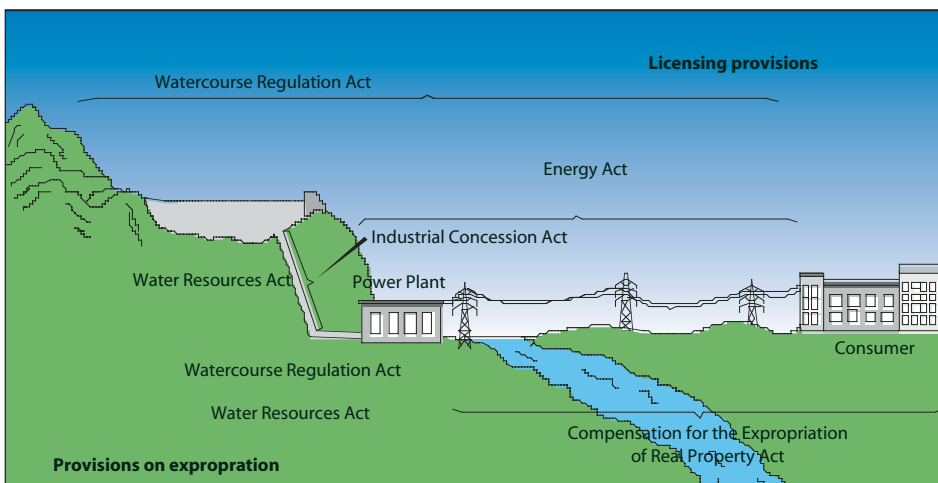 Licensing provisions
Watercourse Regulation Act
Energy Act
Industrial Concession Act
Water Resources Act
Power Plant
Consumer
Watercourse Regulation Act
Water Resources Act
Compensation for the Expropriation
of Real Property Act
Provisions on expropration